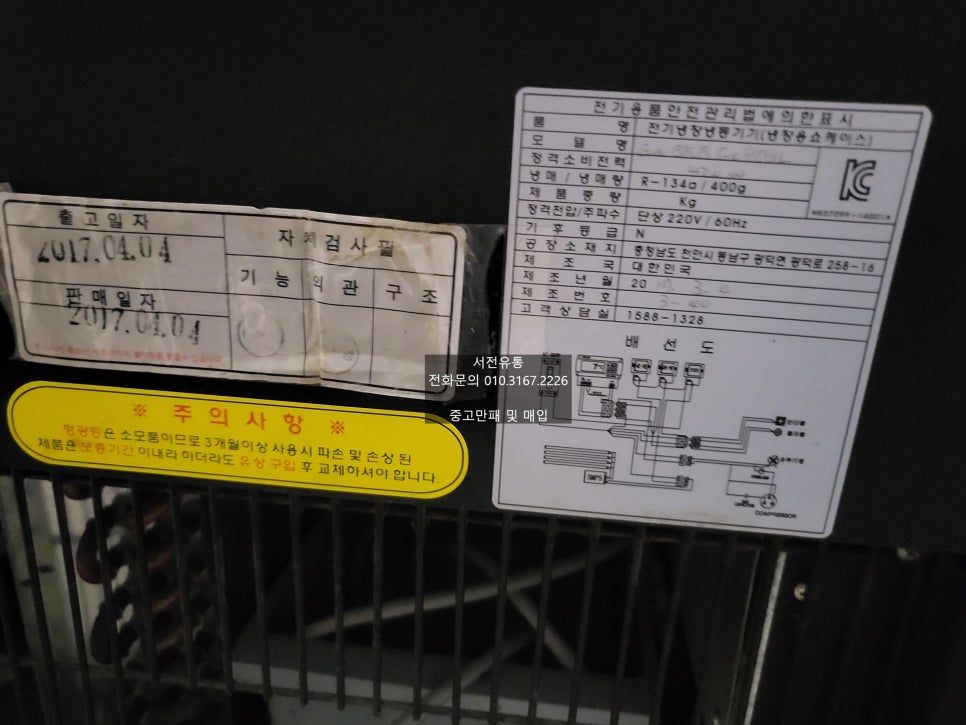 출고일자
2017.04.04
판매일자
2017.04.04
자체검사필
기능 외관 구조
※ 주의사항 ※
형광등은 소모품이므로 3개월이상 사용시 파손 및 손상 된
제품은 보증기간 이내라 하더라도 유상 구입 후 교체하셔야 합니다.
전기용품안전관리법에의한표시
품 명 전기냉장냉동기기(냉장용쇼케이스)
모 델 명
정격소비전력
냉매/냉매량 R-134a / 400g
제 품 중 량 Kg
정격전압/주파수 단상 220V / 60Hz
기 후 등 급 N
공 장 소 재 지 충청남도 천안시 동남구 광덕면 광덕로 258-16
제 조 국 대한민국
제 조 년 월 20
제 조 번 호
고객상담실 1588-1328
배 선 도
SMPS
COMPRESSOR
서전유통
전화문의 010.3167.2226
중고만패 및 매입